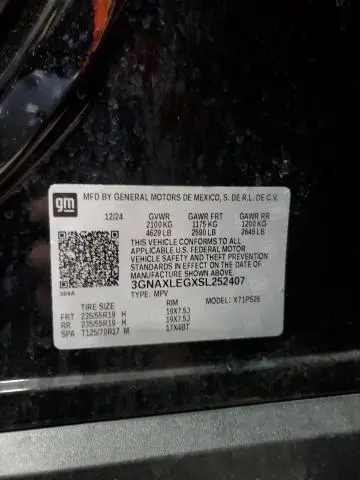 gm
MFD BY GENERAL MOTORS DE MEXICO, S. DE R.L. DE C.V.
12/24 GVWR GAWR FRT GAWR RR
2100 KG 1175 KG 1200 KG
4629 LB 2590 LB 2645 LB
THIS VEHICLE CONFORMS TO ALL APPLICABLE
U.S. FEDERAL MOTOR
VEHICLE SAFETY AND THEFT PREVENTION
STANDARDS IN EFFECT ON THE DATE OF
MANUFACTURE SHOWN ABOVE.
3GNAXLEGXSL252407
TYPE: MPV MODEL: X71PS26
TIRE SIZE RIM
FRT 235/55R19 H 19X7.5J
RR 235/55R19 H 19X7.5J
SPA T125/70R17 M 17X4BT